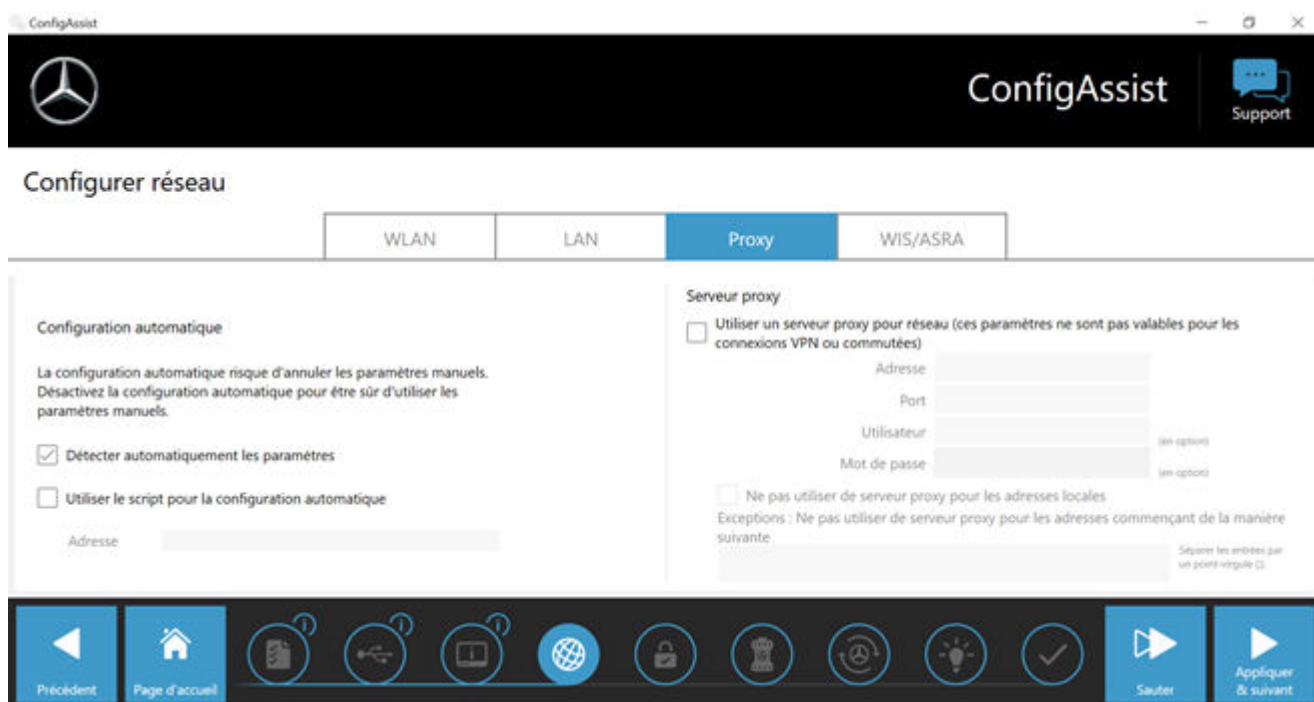 ConfigAssist
ConfigAssist
Support
Configurer réseau
WLAN
LAN
Proxy
WIS/ASRA
Configuration automatique
La configuration automatique risque d'annuler les paramètres manuels.
Désactivez la configuration automatique pour être sûr d'utiliser les
paramètres manuels.
Détecter automatiquement les paramètres
Utiliser le script pour la configuration automatique
Adresse
Serveur proxy
Utiliser un serveur proxy pour réseau (ces paramètres ne sont pas valables pour les
connexions VPN ou commutées)
Adresse
Port
Utilisateur
(en option)
Mot de passe
(en option)
Ne pas utiliser de serveur proxy pour les adresses locales
Exceptions : Ne pas utiliser de serveur proxy pour les adresses commençant de la manière
suivante
Séparer les entrées par
un point-virgule (;).
Précédent
Page d'accueil
Sauter
Appliquer
& suivant